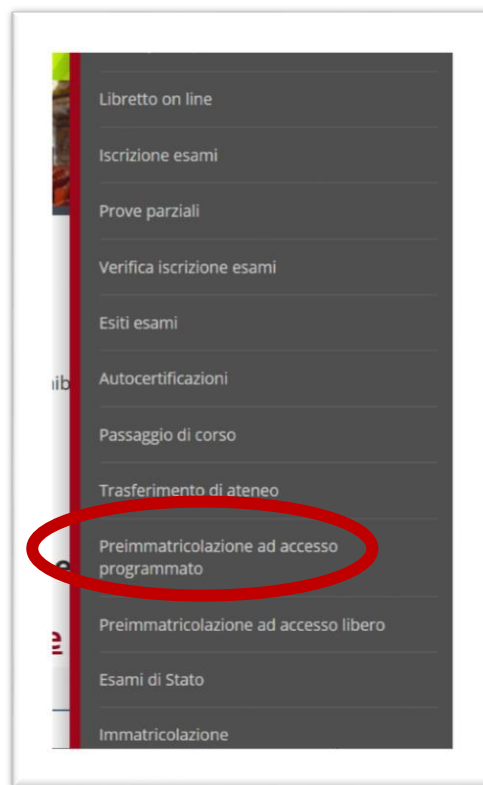 Libretto on line
Iscrizione esami
Prove parziali
Verifica iscrizione esami
Esiti esami
ib
Autocertificazioni
Passaggio di corso
Trasferimento di ateneo
Preimmatricolazione ad accesso
programmato
e
Preimmatricolazione ad accesso libero
Esami di Stato
Immatricolazione